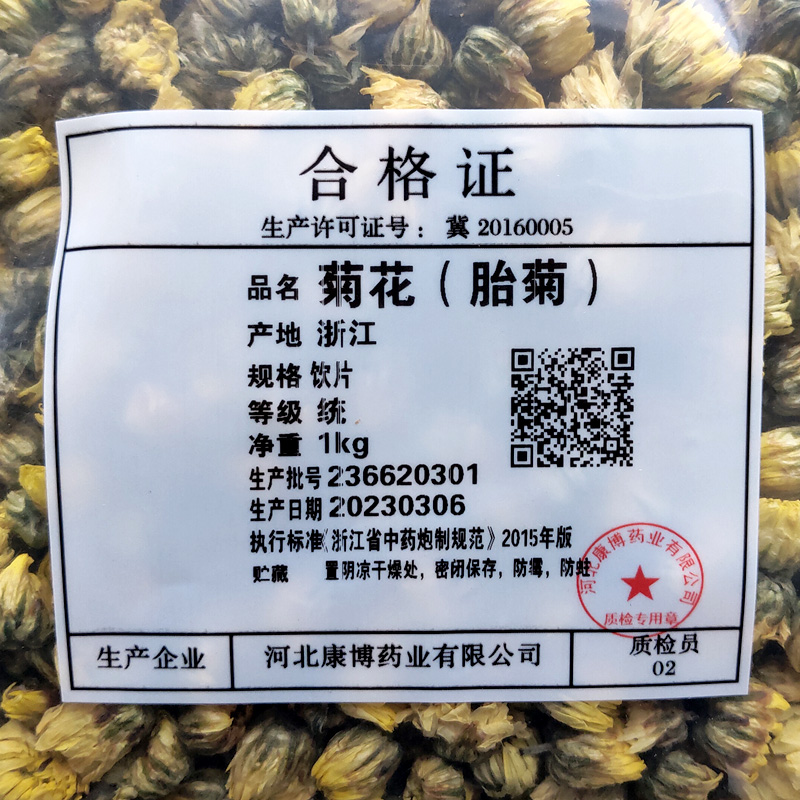 合格证
生产许可证号：冀 20160005
品名 菊花（胎菊）
产地 浙江
规格 饮片
等级 统
净重 1kg
生产批号 236620301
生产日期 20230306
执行标准《浙江省中药炮制规范》2015年版
贮藏 置阴凉干燥处，密闭保存，防霉，防蛀
河北康博药业有限公司
质检专用章
生产企业 河北康博药业有限公司 质检员
02